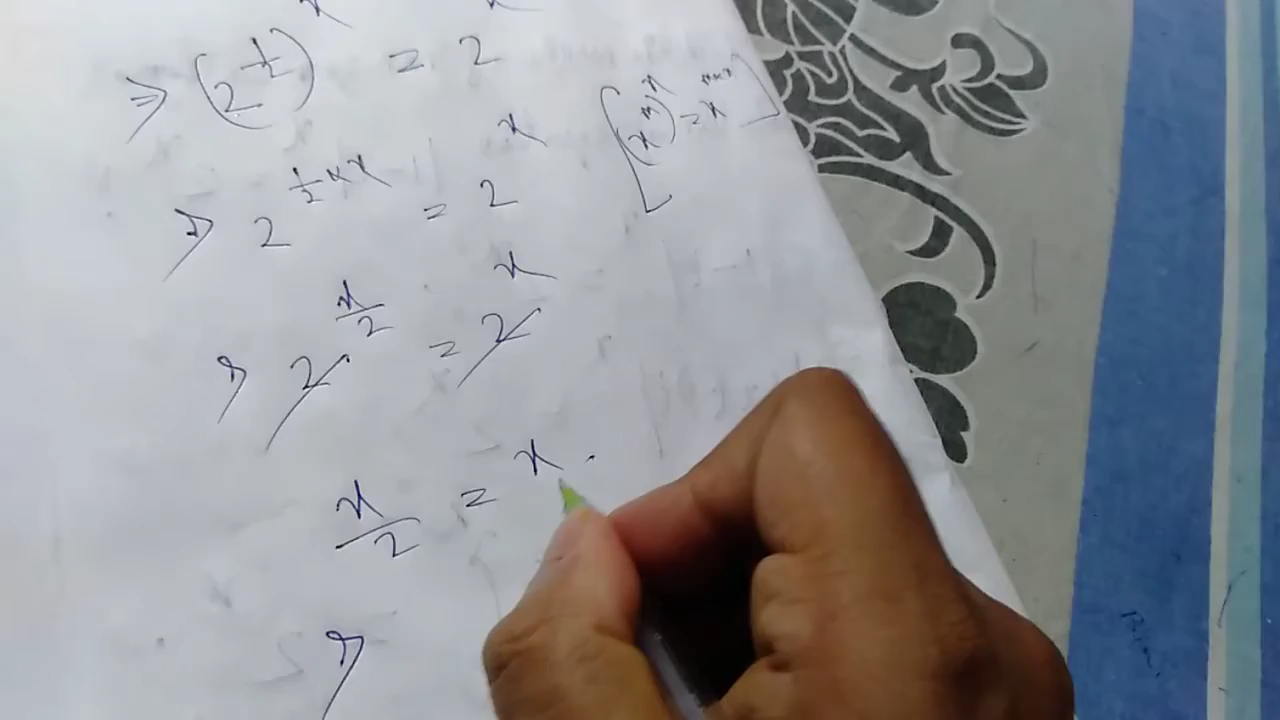 ⇒ (2^(1/2))^x = 2^x [(x^m)^n = x^(m×n)]
⇒ 2^(1/2 × x) = 2^x
⇒ 2^(x/2) = 2^x
x/2 = x
⇒